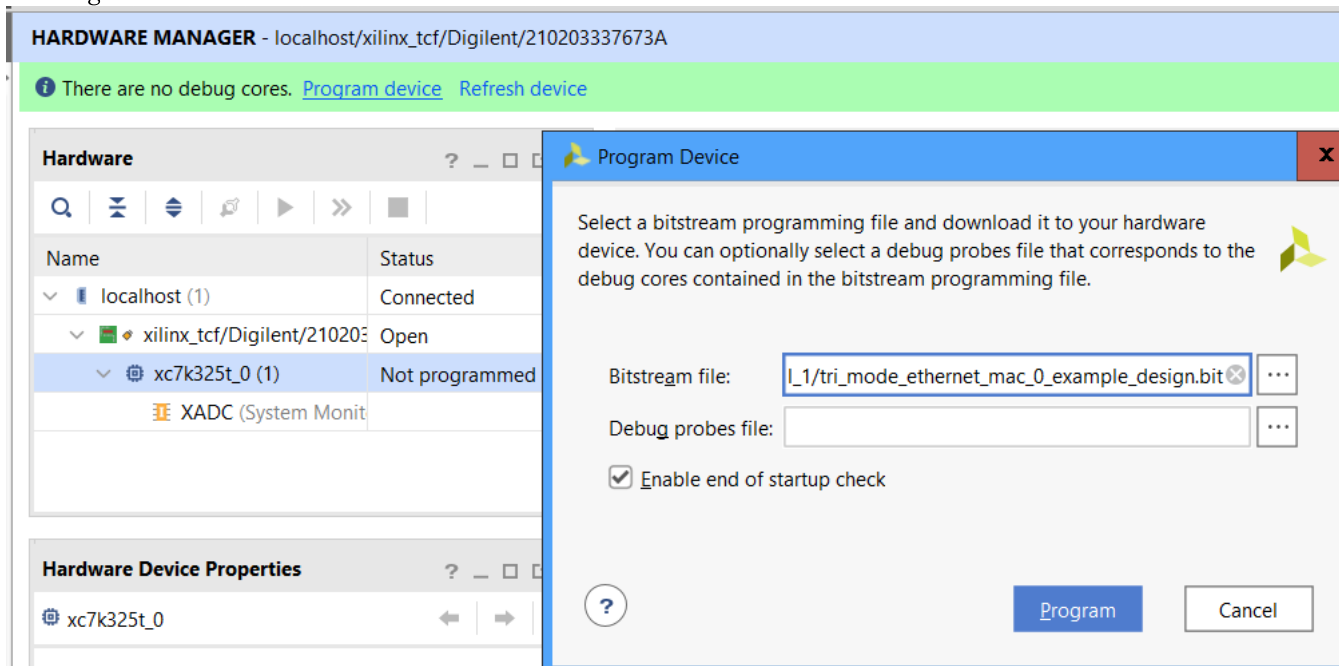 HARDWARE MANAGER - localhost/xilinx_tcf/Digilent/210203337673A
There are no debug cores. Program device Refresh device
Hardware
Name Status
localhost (1) Connected
xilinx_tcf/Digilent/210203 Open
xc7k325t_0 (1) Not programmed
XADC (System Monit
Hardware Device Properties
xc7k325t_0
Program Device
Select a bitstream programming file and download it to your hardware
device. You can optionally select a debug probes file that corresponds to the
debug cores contained in the bitstream programming file.
Bitstream file: l_1/tri_mode_ethernet_mac_0_example_design.bit ...
Debug probes file: ...
Enable end of startup check
? Program Cancel